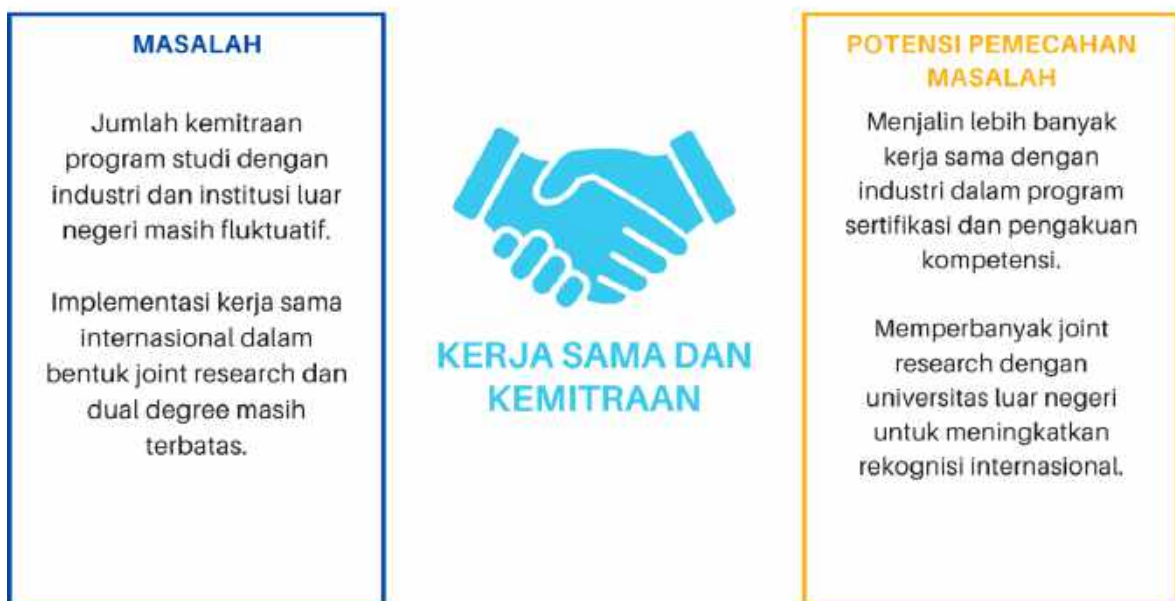 MASALAH
Jumlah kemitraan
program studi dengan
industri dan institusi luar
negeri masih fluktuatif.
Implementasi kerja sama
internasional dalam
bentuk joint research dan
dual degree masih
terbatas.
KERJA SAMA DAN
KEMITRAAN
POTENSI PEMECAHAN
MASALAH
Menjalin lebih banyak
kerja sama dengan
industri dalam program
sertifikasi dan pengakuan
kompetensi.
Memperbanyak joint
research dengan
universitas luar negeri
untuk meningkatkan
rekognisi internasional.